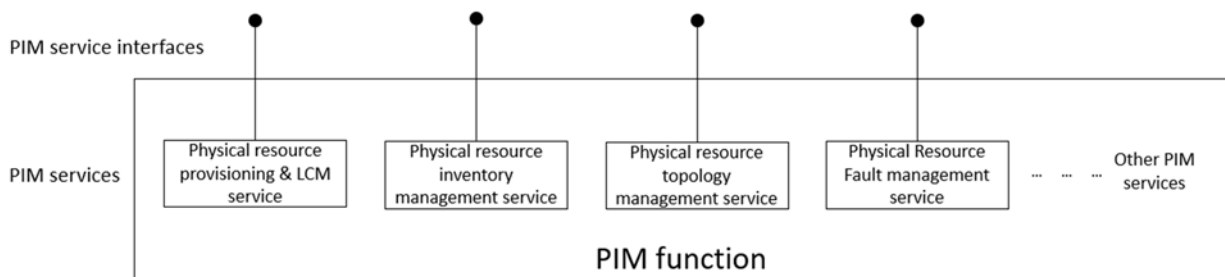 PIM service interfaces
PIM services
Physical resource
provisioning & LCM
service
Physical resource
inventory
management service
Physical resource
topology
management service
Physical Resource
Fault management
service
... ... ...
Other PIM
services
PIM function